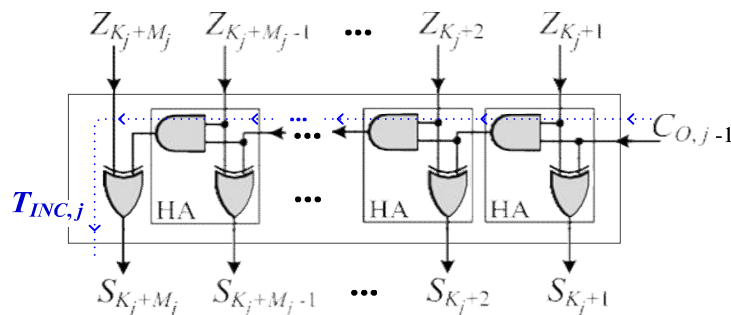 Z_{K_j+M_j} Z_{K_j+M_j-1} ... Z_{K_j+2} Z_{K_j+1}
... ... C_{O, j-1}
T_{INC, j} HA ... HA HA
S_{K_j+M_j} S_{K_j+M_j-1} ... S_{K_j+2} S_{K_j+1}